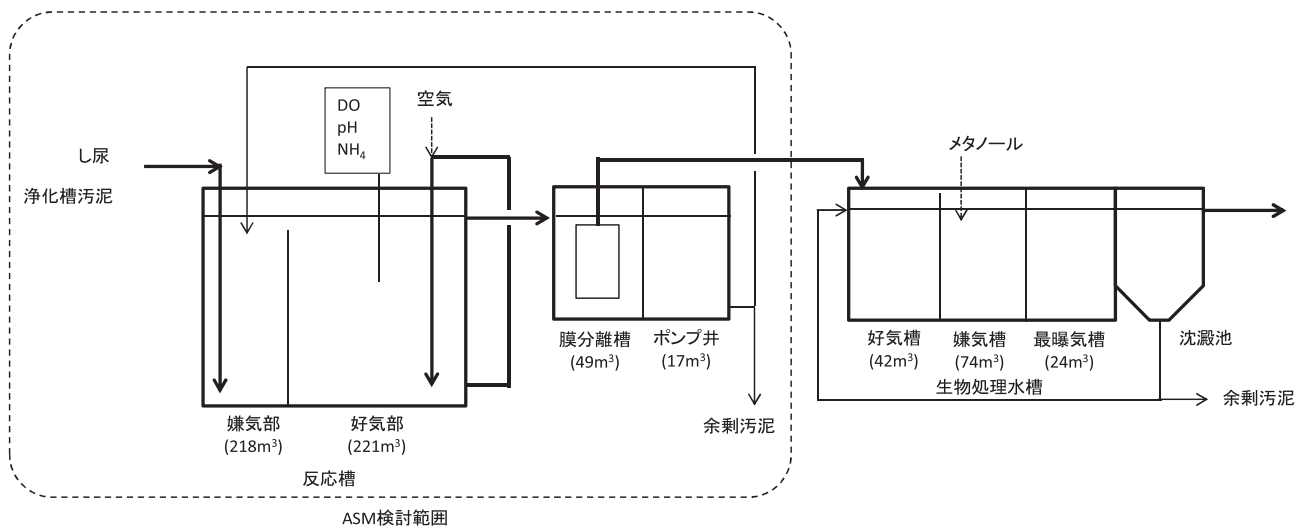 し尿
浄化槽汚泥
DO
pH
NH₄
空気
嫌気部
(218m³)
好気部
(221m³)
反応槽
膜分離槽
(49m³)
ポンプ井
(17m³)
余剰汚泥
ASM検討範囲
メタノール
好気槽
(42m³)
嫌気槽
(74m³)
最曝気槽
(24m³)
生物処理水槽
沈澱池
余剰汚泥